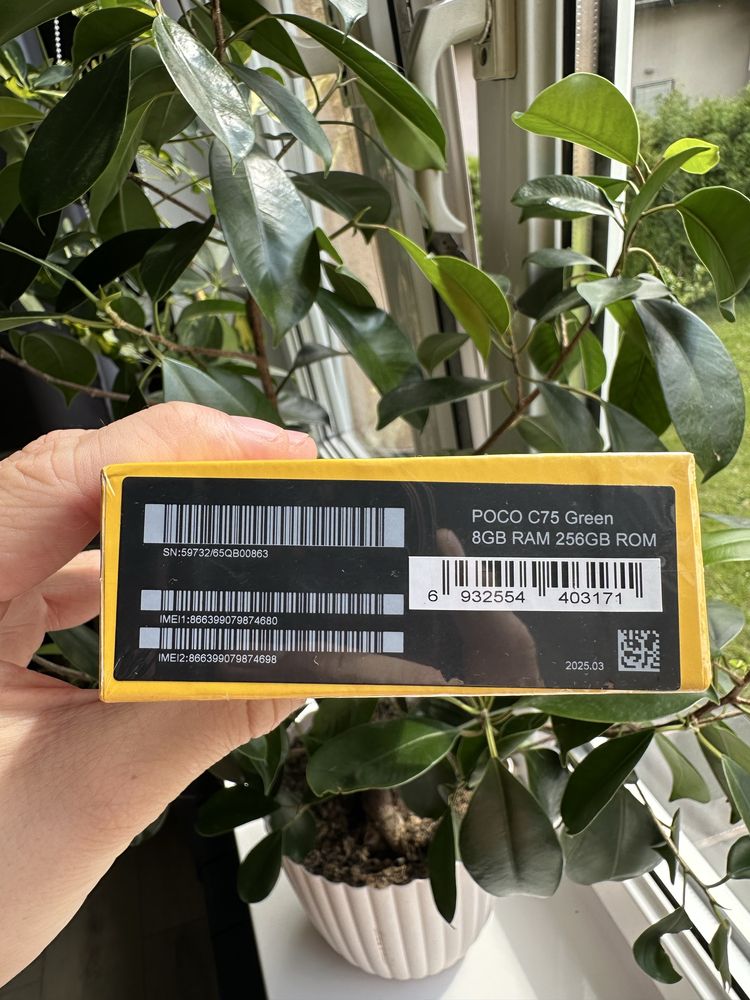 SN:59732/65QB00863
IMEI1:866399079874680
IMEI2:866399079874698
POCO C75 Green
8GB RAM 256GB ROM
6 932554 403171
2025.03